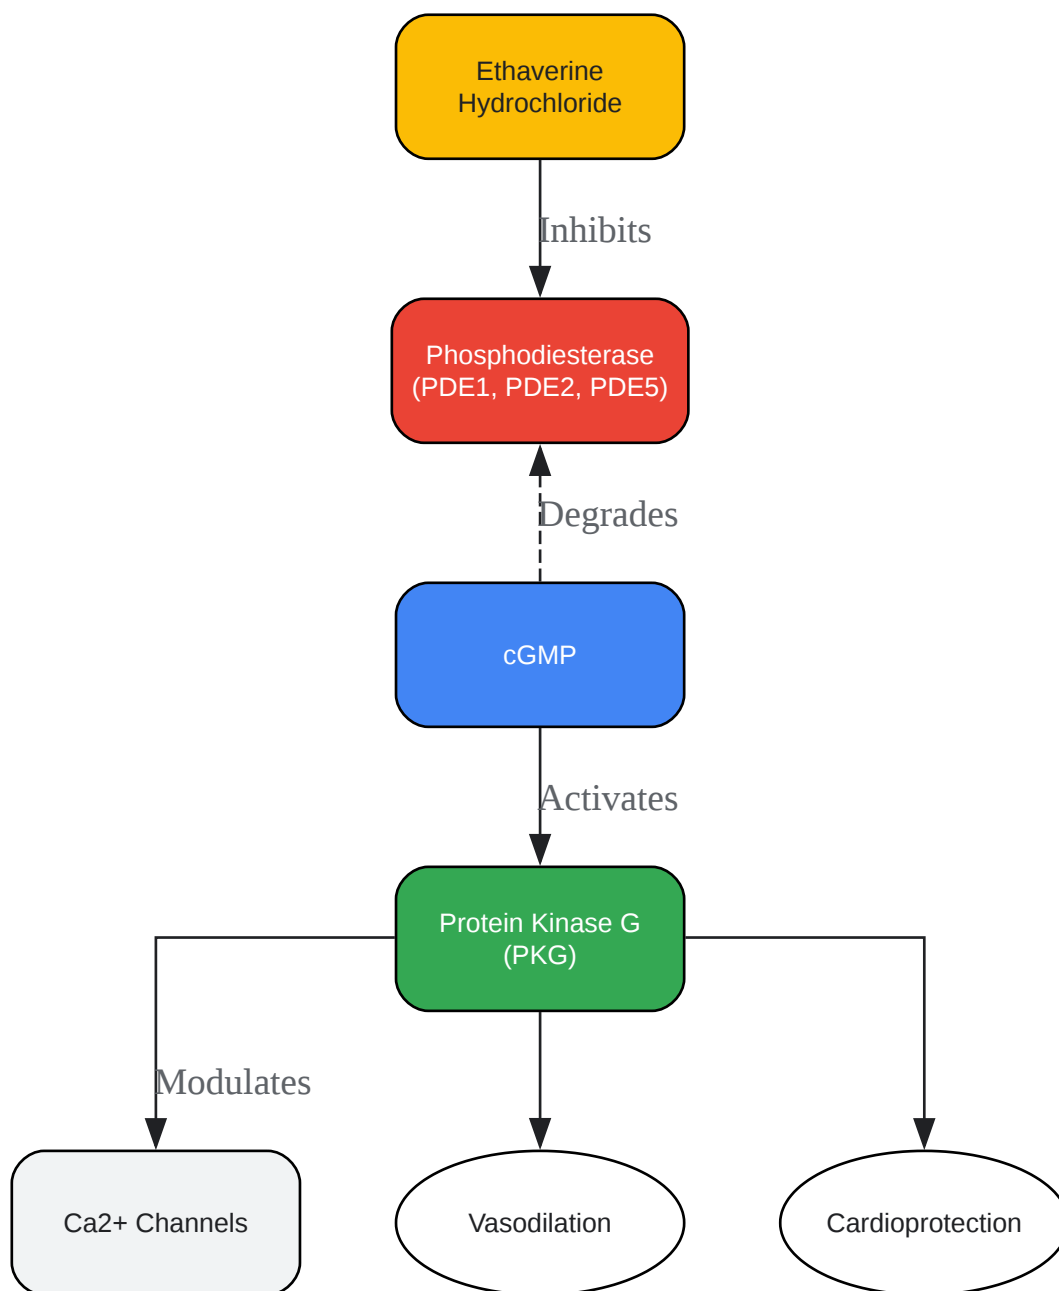 Ethaverine
Hydrochloride
Inhibits
Phosphodiesterase
(PDE1, PDE2, PDE5)
Degrades
cGMP
Activates
Protein Kinase G
(PKG)
Modulates
Ca2+ Channels
Vasodilation
Cardioprotection